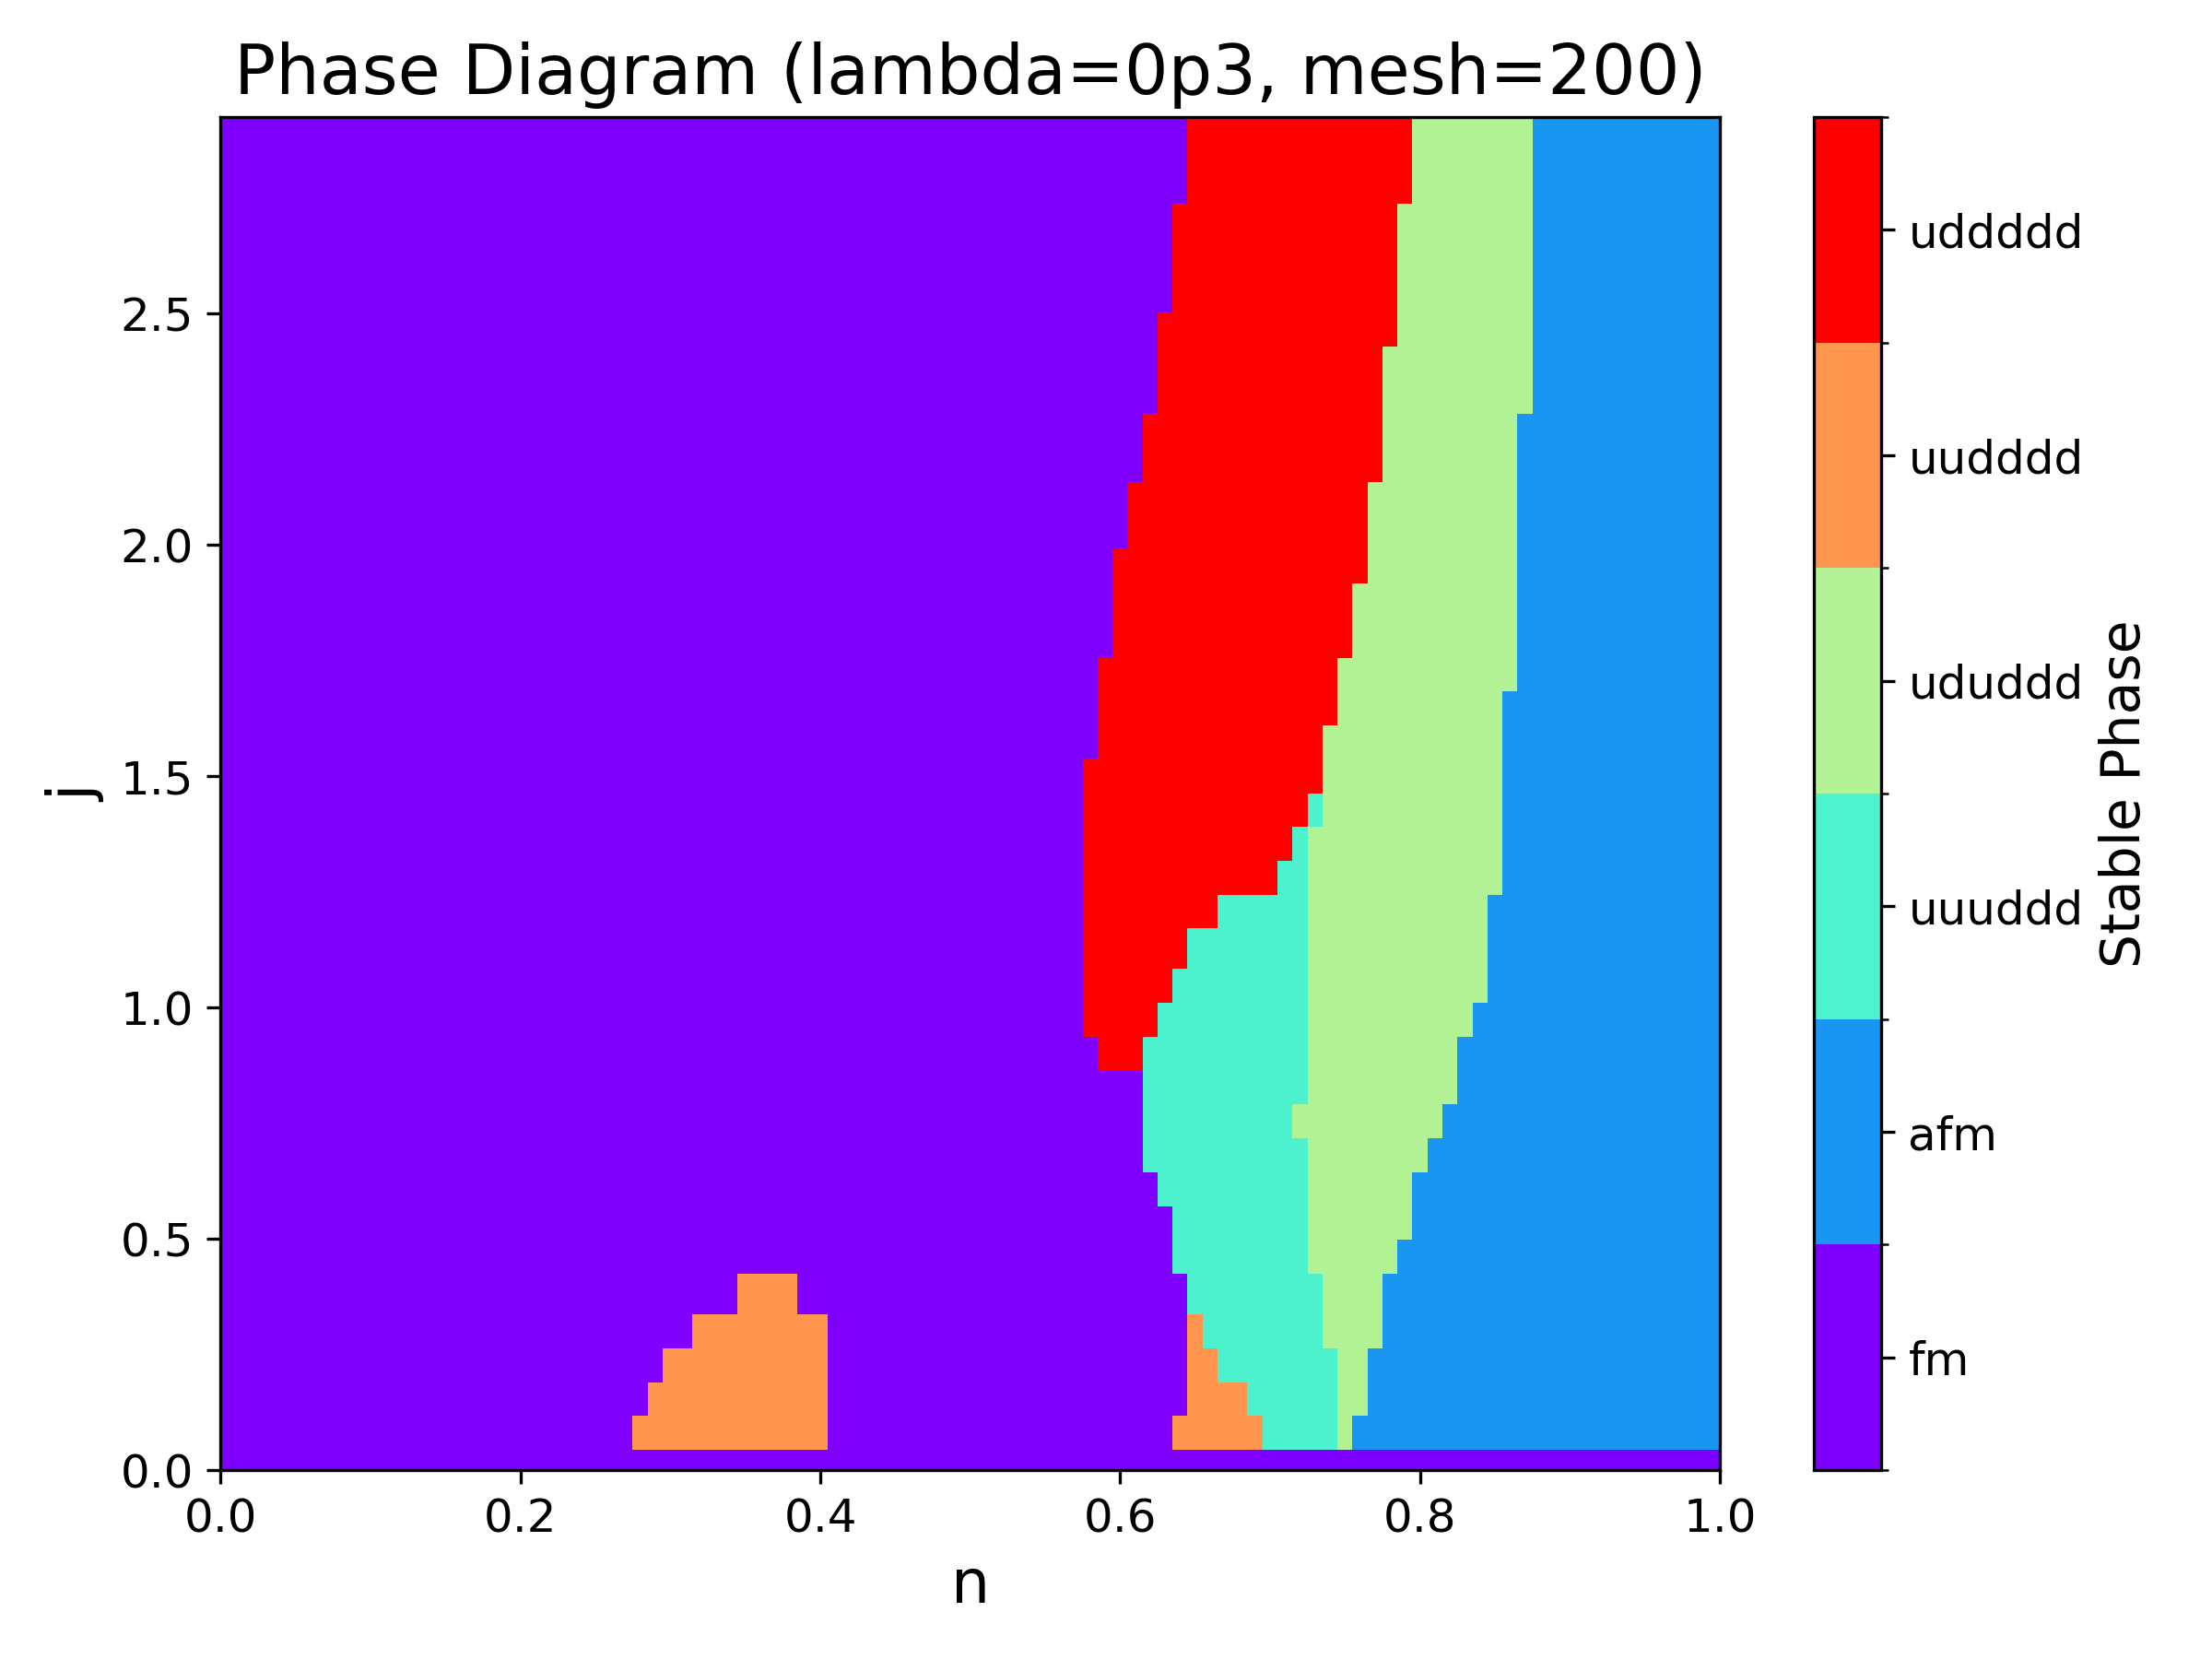 Phase Diagram (lambda=0p3, mesh=200)
j
2.5
2.0
1.5
1.0
0.5
0.0
0.0 0.2 0.4 0.6 0.8 1.0
n
uddddd
uudddd
ududdd
uuuddd
afm
fm
Stable Phase